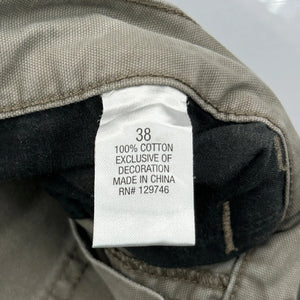 38
100% COTTON
EXCLUSIVE OF
DECORATION
MADE IN CHINA
RN# 129746